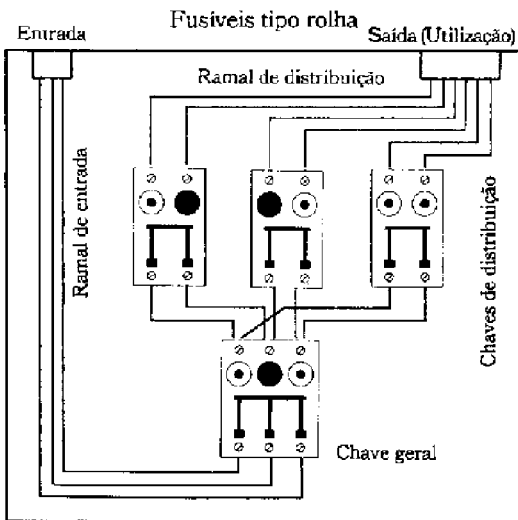 Fusíveis tipo rolha
Entrada
Saída (Utilização)
Ramal de distribuição
Ramal de entrada
Chaves de distribuição
Chave geral